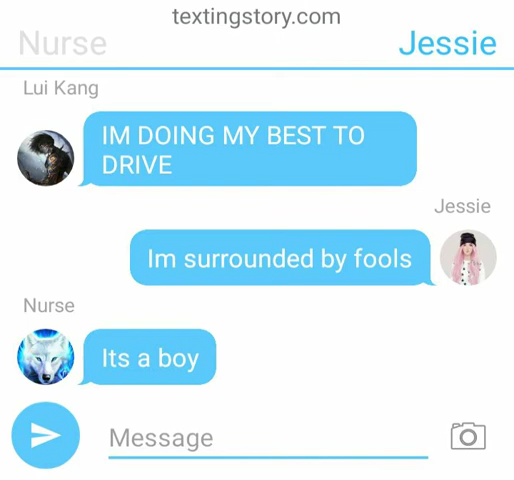 textingstory.com
Nurse
Jessie
Lui Kang
IM DOING MY BEST TO
DRIVE
Jessie
Im surrounded by fools
Nurse
Its a boy
Message